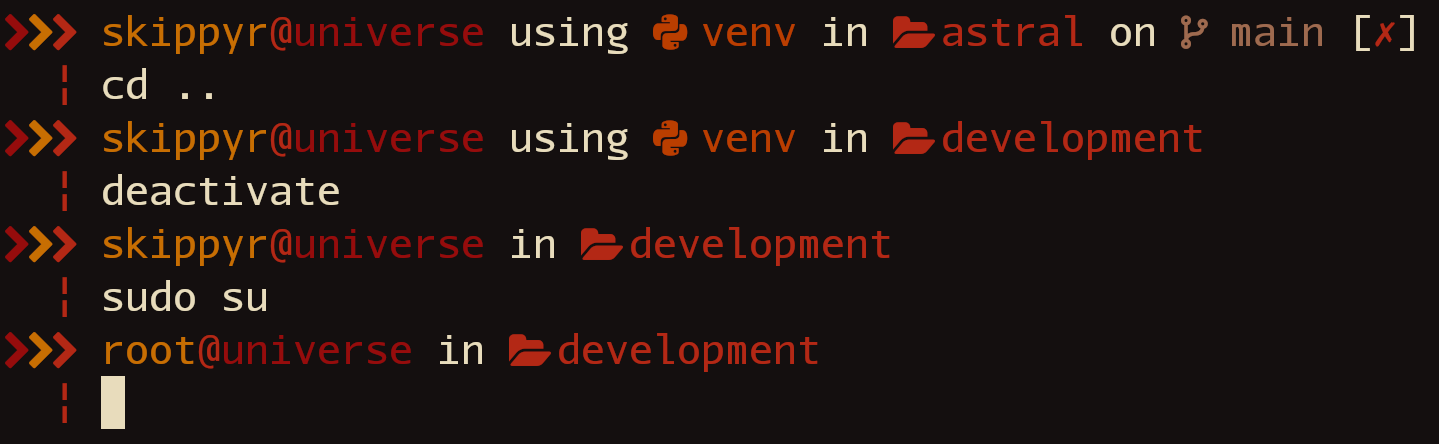 ❯❯❯ skippyr@universe using venv in astral on main [✗]
¦ cd ..
❯❯❯ skippyr@universe using venv in development
¦ deactivate
❯❯❯ skippyr@universe in development
¦ sudo su
❯❯❯ root@universe in development
¦